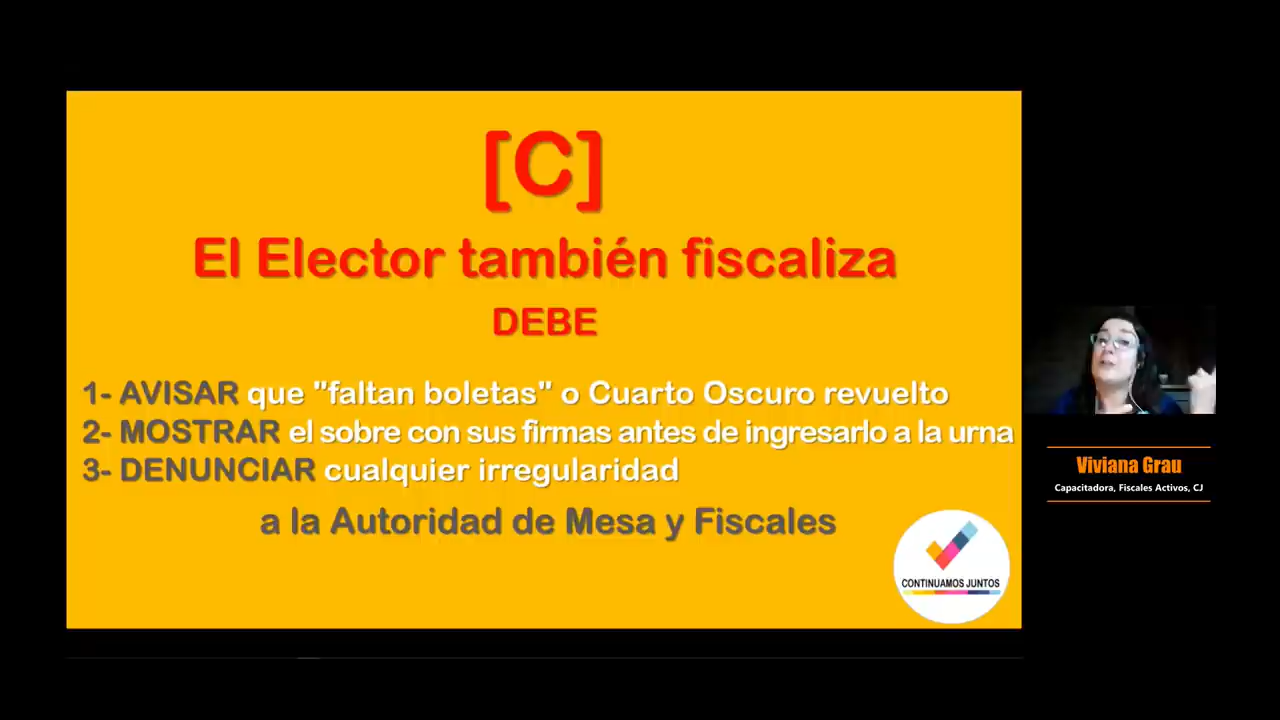 [C]
El Elector también fiscaliza
DEBE
1- AVISAR que "faltan boletas" o Cuarto Oscuro revuelto
2- MOSTRAR el sobre con sus firmas antes de ingresarlo a la urna
3- DENUNCIAR cualquier irregularidad
a la Autoridad de Mesa y Fiscales
CONTINUAMOS JUNTOS
Viviana Grau
Capacitadora, Fiscales Activos, CJ